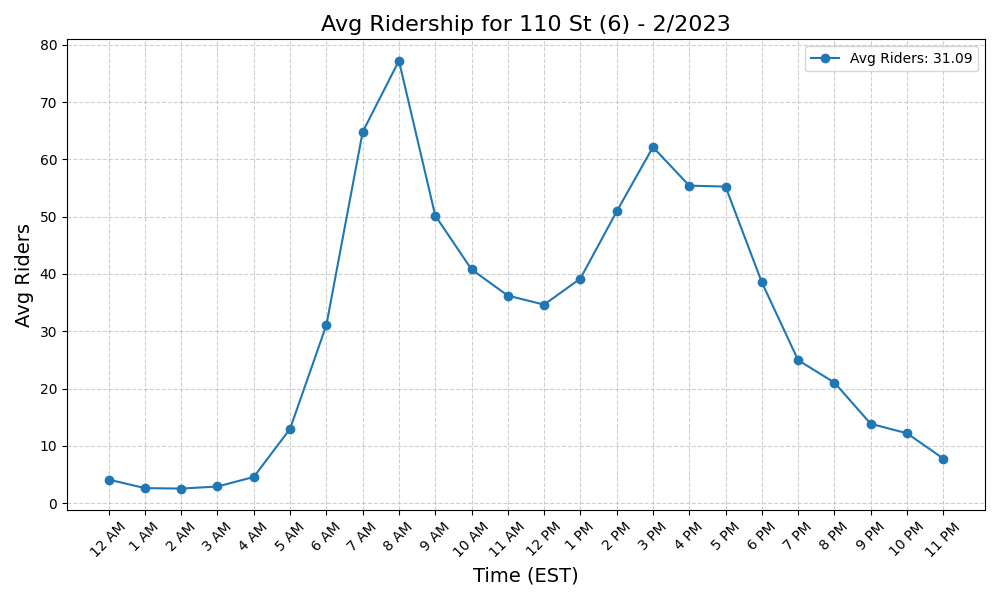 Avg Ridership for 110 St (6) - 2/2023
Avg Riders: 31.09
Avg Riders
80
70
60
50
40
30
20
10
0
12 AM
1 AM
2 AM
3 AM
4 AM
5 AM
6 AM
7 AM
8 AM
9 AM
10 AM
11 AM
12 PM
1 PM
2 PM
3 PM
4 PM
5 PM
6 PM
7 PM
8 PM
9 PM
10 PM
11 PM
Time (EST)